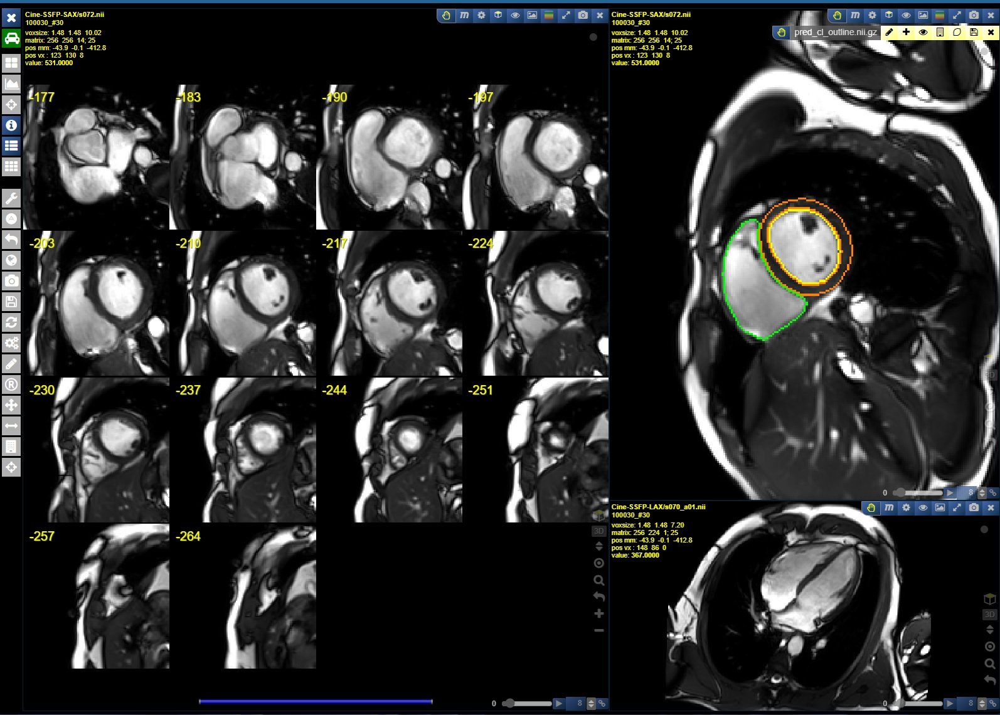 Cine-SSFP-SAX/s072.nii
100030_#30
voxsize: 1.48 1.48 10.02
matrix: 256 256 14; 25
pos mm: -43.9 -0.1 -412.8
pos vx : 123 130 8
value: 531.0000
m
-177
-183
-190
-197
-203
-210
-217
-224
-230
-237
-244
-251
-257
-264
3D
0
8
Cine-SSFP-SAX/s072.nii
100030_#30
voxsize: 1.48 1.48 10.02
matrix: 256 256 14; 25
pos mm: -43.9 -0.1 -412.8
pos vx : 123 130 8
value: 531.0000
m
pred_cl_outline.nii.gz
3D
0
8
Cine-SSFP-LAX/s070_a01.nii
100030_#30
voxsize: 1.48 1.48 7.20
matrix: 256 224 1; 25
pos mm: -43.9 -0.1 -412.8
pos vx : 148 86 0
value: 367.0000
m
3D
0
8